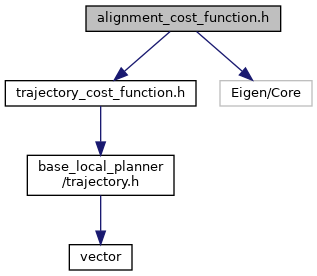 alignment_cost_function.h
trajectory_cost_function.h
Eigen/Core
base_local_planner
/trajectory.h
vector